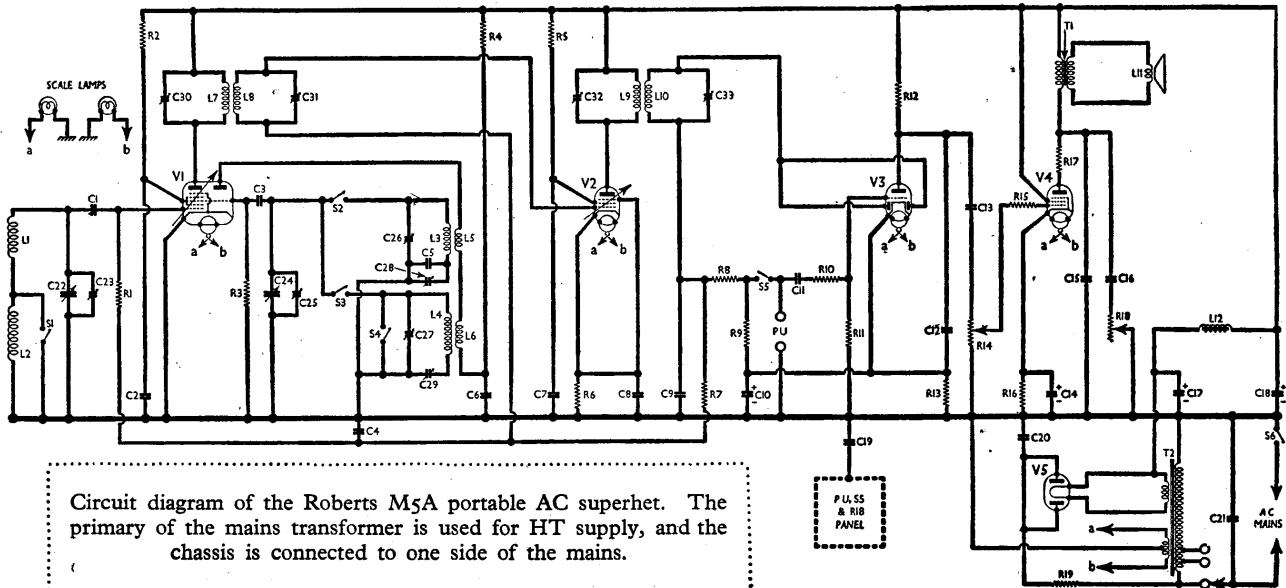 R2
R4
R5
T1
L11
SCALE LAMPS
a
b
C30
L7
L8
C31
C32
L9
L10
C33
R12
R17
V1
C3
S2
V2
V3
V4
R15
C1
a
b
C26
L3
L5
C5
C28
a
b
a
b
a
b
C13
L1
C22
C23
R1
R3
C24
C25
S3
L4
S4
C27
L6
R8
S5
C11
R10
C15
C16
L2
S1
R9
PU
R11
C12
R14
R18
L12
C29
C2
C6
C7
R6
C8
C9
R7
C10
R13
R16
C14
C17
C18
C4
C19
C20
S6
V5
T2
Circuit diagram of the Roberts M5A portable AC superhet. The
primary of the mains transformer is used for HT supply, and the
chassis is connected to one side of the mains.
PU, S5
& R18
PANEL
C21
AC
MAINS
a
b
R19